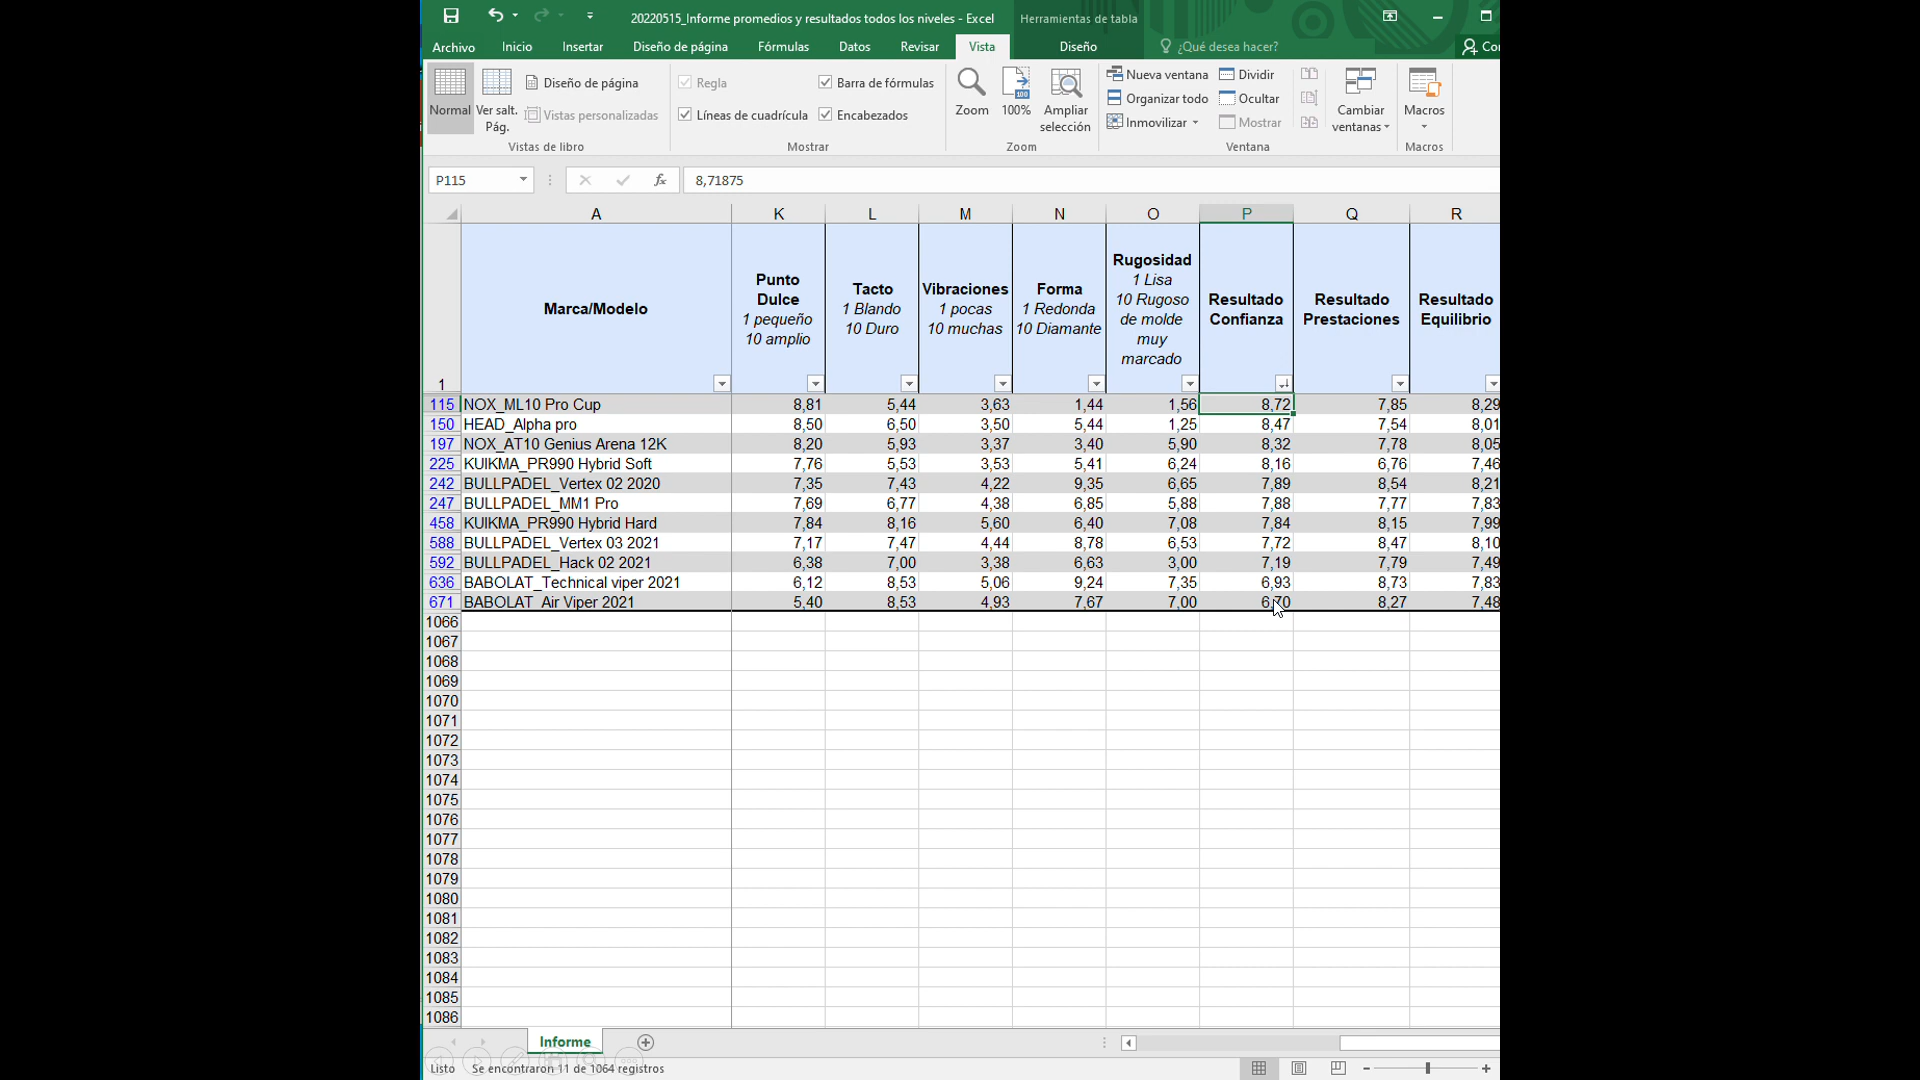 20220515_Informe promedios y resultados todos los niveles - Excel Herramientas de tabla
Archivo Inicio Insertar Diseño de página Fórmulas Datos Revisar Vista Diseño ¿Qué desea hacer?
Normal Ver salt. Pág. Diseño de página Vistas personalizadas
Regla Barra de fórmulas
Líneas de cuadrícula Encabezados
Zoom 100% Ampliar selección
Nueva ventana Dividir
Organizar todo Ocultar
Inmovilizar Mostrar
Cambiar ventanas Macros
Vistas de libro Mostrar Zoom Ventana Macros
P115 fx 8,71875
A K L M N O P Q R
1 Marca/Modelo
Punto Dulce 1 pequeño 10 amplio
Tacto 1 Blando 10 Duro
Vibraciones 1 pocas 10 muchas
Forma 1 Redonda 10 Diamante
Rugosidad 1 Lisa 10 Rugoso de molde muy marcado
Resultado Confianza
Resultado Prestaciones
Resultado Equilibrio
115 NOX_ML10 Pro Cup 8,81 5,44 3,63 1,44 1,56 8,72 7,85 8,29
150 HEAD_Alpha pro 8,50 6,50 3,50 5,44 1,25 8,47 7,54 8,01
197 NOX_AT10 Genius Arena 12K 8,20 5,93 3,37 3,40 5,90 8,32 7,78 8,05
225 KUIKMA_PR990 Hybrid Soft 7,76 5,53 3,53 5,41 6,24 8,16 6,76 7,46
242 BULLPADEL_Vertex 02 2020 7,35 7,43 4,22 9,35 6,65 7,89 8,54 8,21
247 BULLPADEL_MM1 Pro 7,69 6,77 4,38 6,85 5,88 7,88 7,77 7,83
458 KUIKMA_PR990 Hybrid Hard 7,84 8,16 5,60 6,40 7,08 7,84 8,15 7,99
588 BULLPADEL_Vertex 03 2021 7,17 7,47 4,44 8,78 6,53 7,72 8,47 8,10
592 BULLPADEL_Hack 02 2021 6,38 7,00 3,38 6,63 3,00 7,19 7,79 7,49
636 BABOLAT_Technical viper 2021 6,12 8,53 5,06 9,24 7,35 6,93 8,73 7,83
671 BABOLAT_Air Viper 2021 5,40 8,53 4,93 7,67 7,00 6,70 8,27 7,48
1066
1067
1068
1069
1070
1071
1072
1073
1074
1075
1076
1077
1078
1079
1080
1081
1082
1083
1084
1085
1086
Informe
Listo Se encontraron 11 de 1064 registros